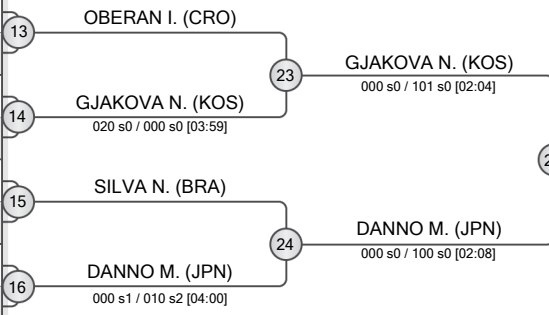 OBERAN I. (CRO)
13
23
GJAKOVA N. (KOS)
000 s0 / 101 s0 [02:04]
GJAKOVA N. (KOS)
14
020 s0 / 000 s0 [03:59]
SILVA N. (BRA)
15
24
DANNO M. (JPN)
000 s0 / 100 s0 [02:08]
DANNO M. (JPN)
16
000 s1 / 010 s2 [04:00]